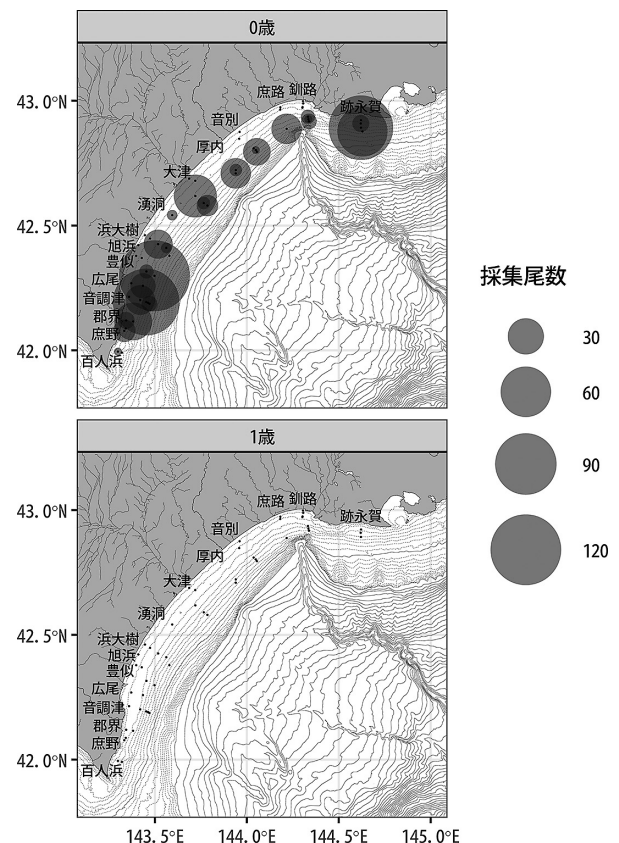 0歳
43.0°N
42.5°N
42.0°N
庶路 釧路
跡永賀
音別
厚内
大津
湧洞
浜大樹
旭浜
豊似
広尾
音調津
郡界
庶野
百人浜
採集尾数
30
60
90
120
1歳
43.0°N
42.5°N
42.0°N
庶路 釧路
跡永賀
音別
厚内
大津
湧洞
浜大樹
旭浜
豊似
広尾
音調津
郡界
庶野
百人浜
143.5°E 144.0°E 144.5°E 145.0°E